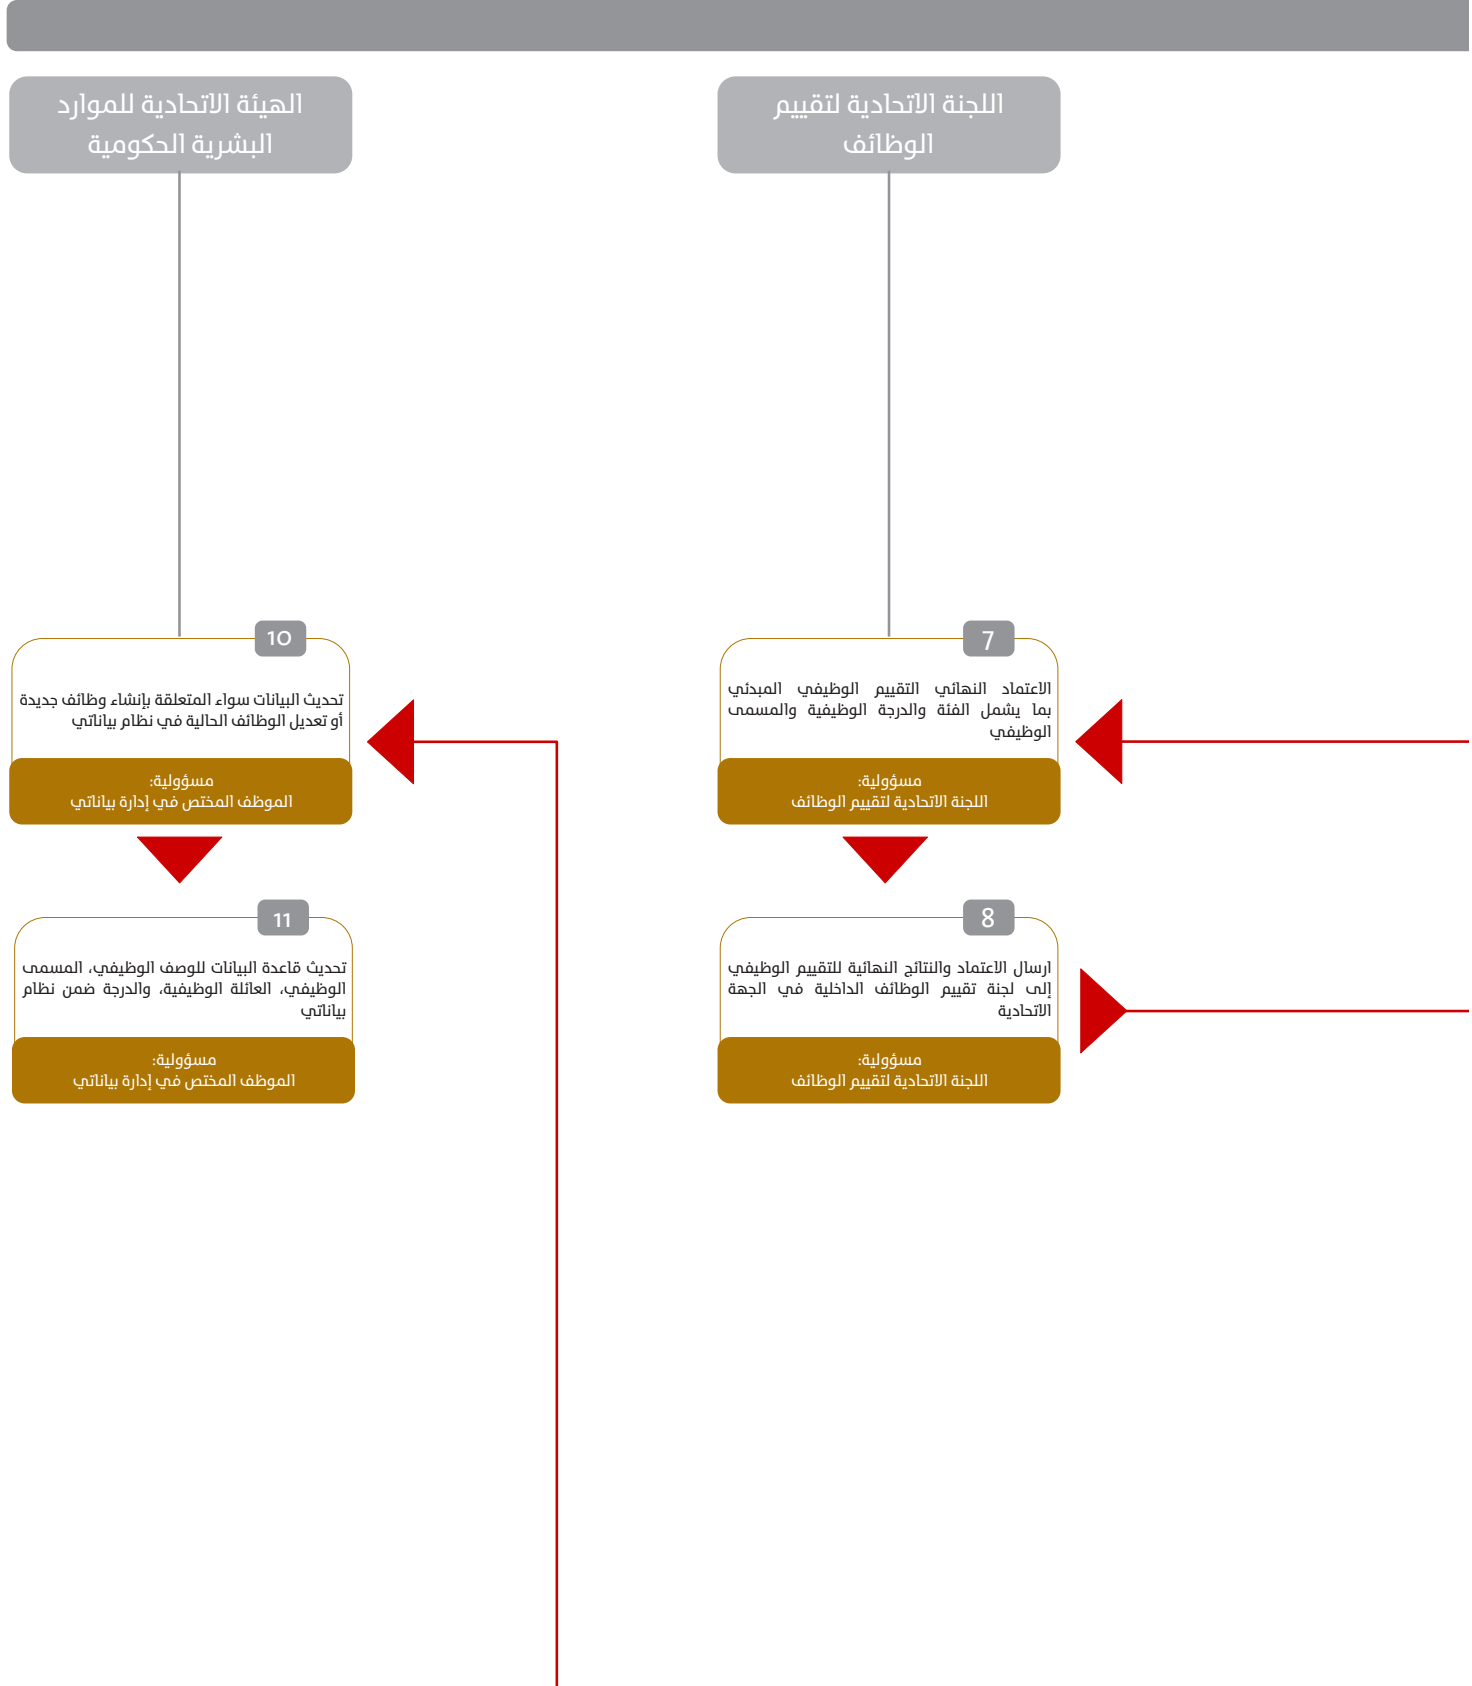 اللجنة الاتحادية لتقييم
الوظائف
7
الاعتماد النهائي التقييم الوظيفي المبدئي
بما يشمل الفئة والدرجة الوظيفية والمسمى
الوظيفي
مسؤولية:
اللجنة الاتحادية لتقييم الوظائف
8
ارسال الاعتماد والنتائج النهائية للتقييم الوظيفي
إلى لجنة تقييم الوظائف الداخلية في الجهة
الاتحادية
مسؤولية:
اللجنة الاتحادية لتقييم الوظائف
الهيئة الاتحادية للموارد
البشرية الحكومية
10
تحديث البيانات سواء المتعلقة بإنشاء وظائف جديدة
أو تعديل الوظائف الحالية في نظام بياناتي
مسؤولية:
الموظف المختص في إدارة بياناتي
11
تحديث قاعدة البيانات للوصف الوظيفي، المسمى
الوظيفي، العائلة الوظيفية، والدرجة ضمن نظام
بياناتي
مسؤولية:
الموظف المختص في إدارة بياناتي